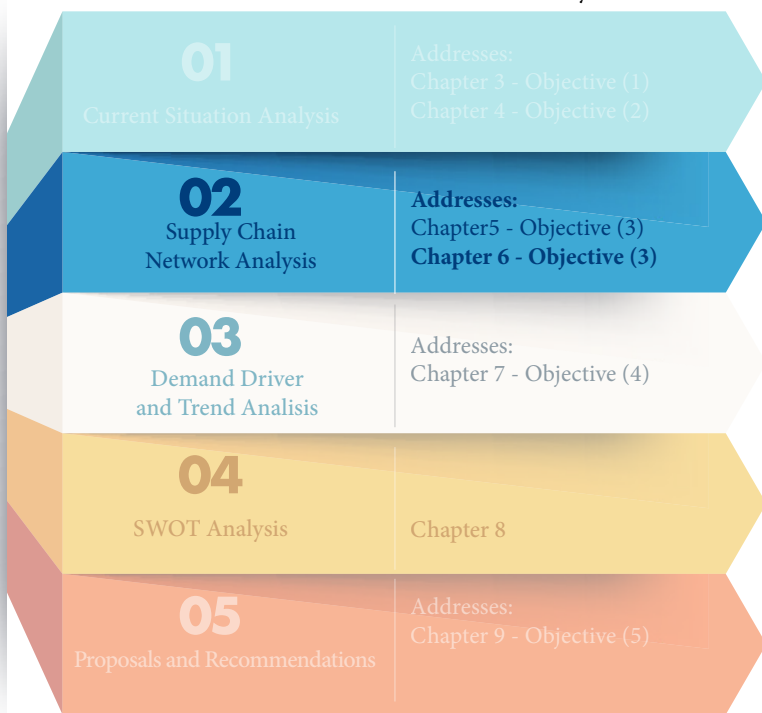 01
Current Situation Analysis
Addresses:
Chapter 3 - Objective (1)
Chapter 4 - Objective (2)
02
Supply Chain
Network Analysis
Addresses:
Chapter5 - Objective (3)
Chapter 6 - Objective (3)
03
Demand Driver
and Trend Analisis
Addresses:
Chapter 7 - Objective (4)
04
SWOT Analysis
Chapter 8
05
Proposals and Recommendations
Addresses:
Chapter 9 - Objective (5)